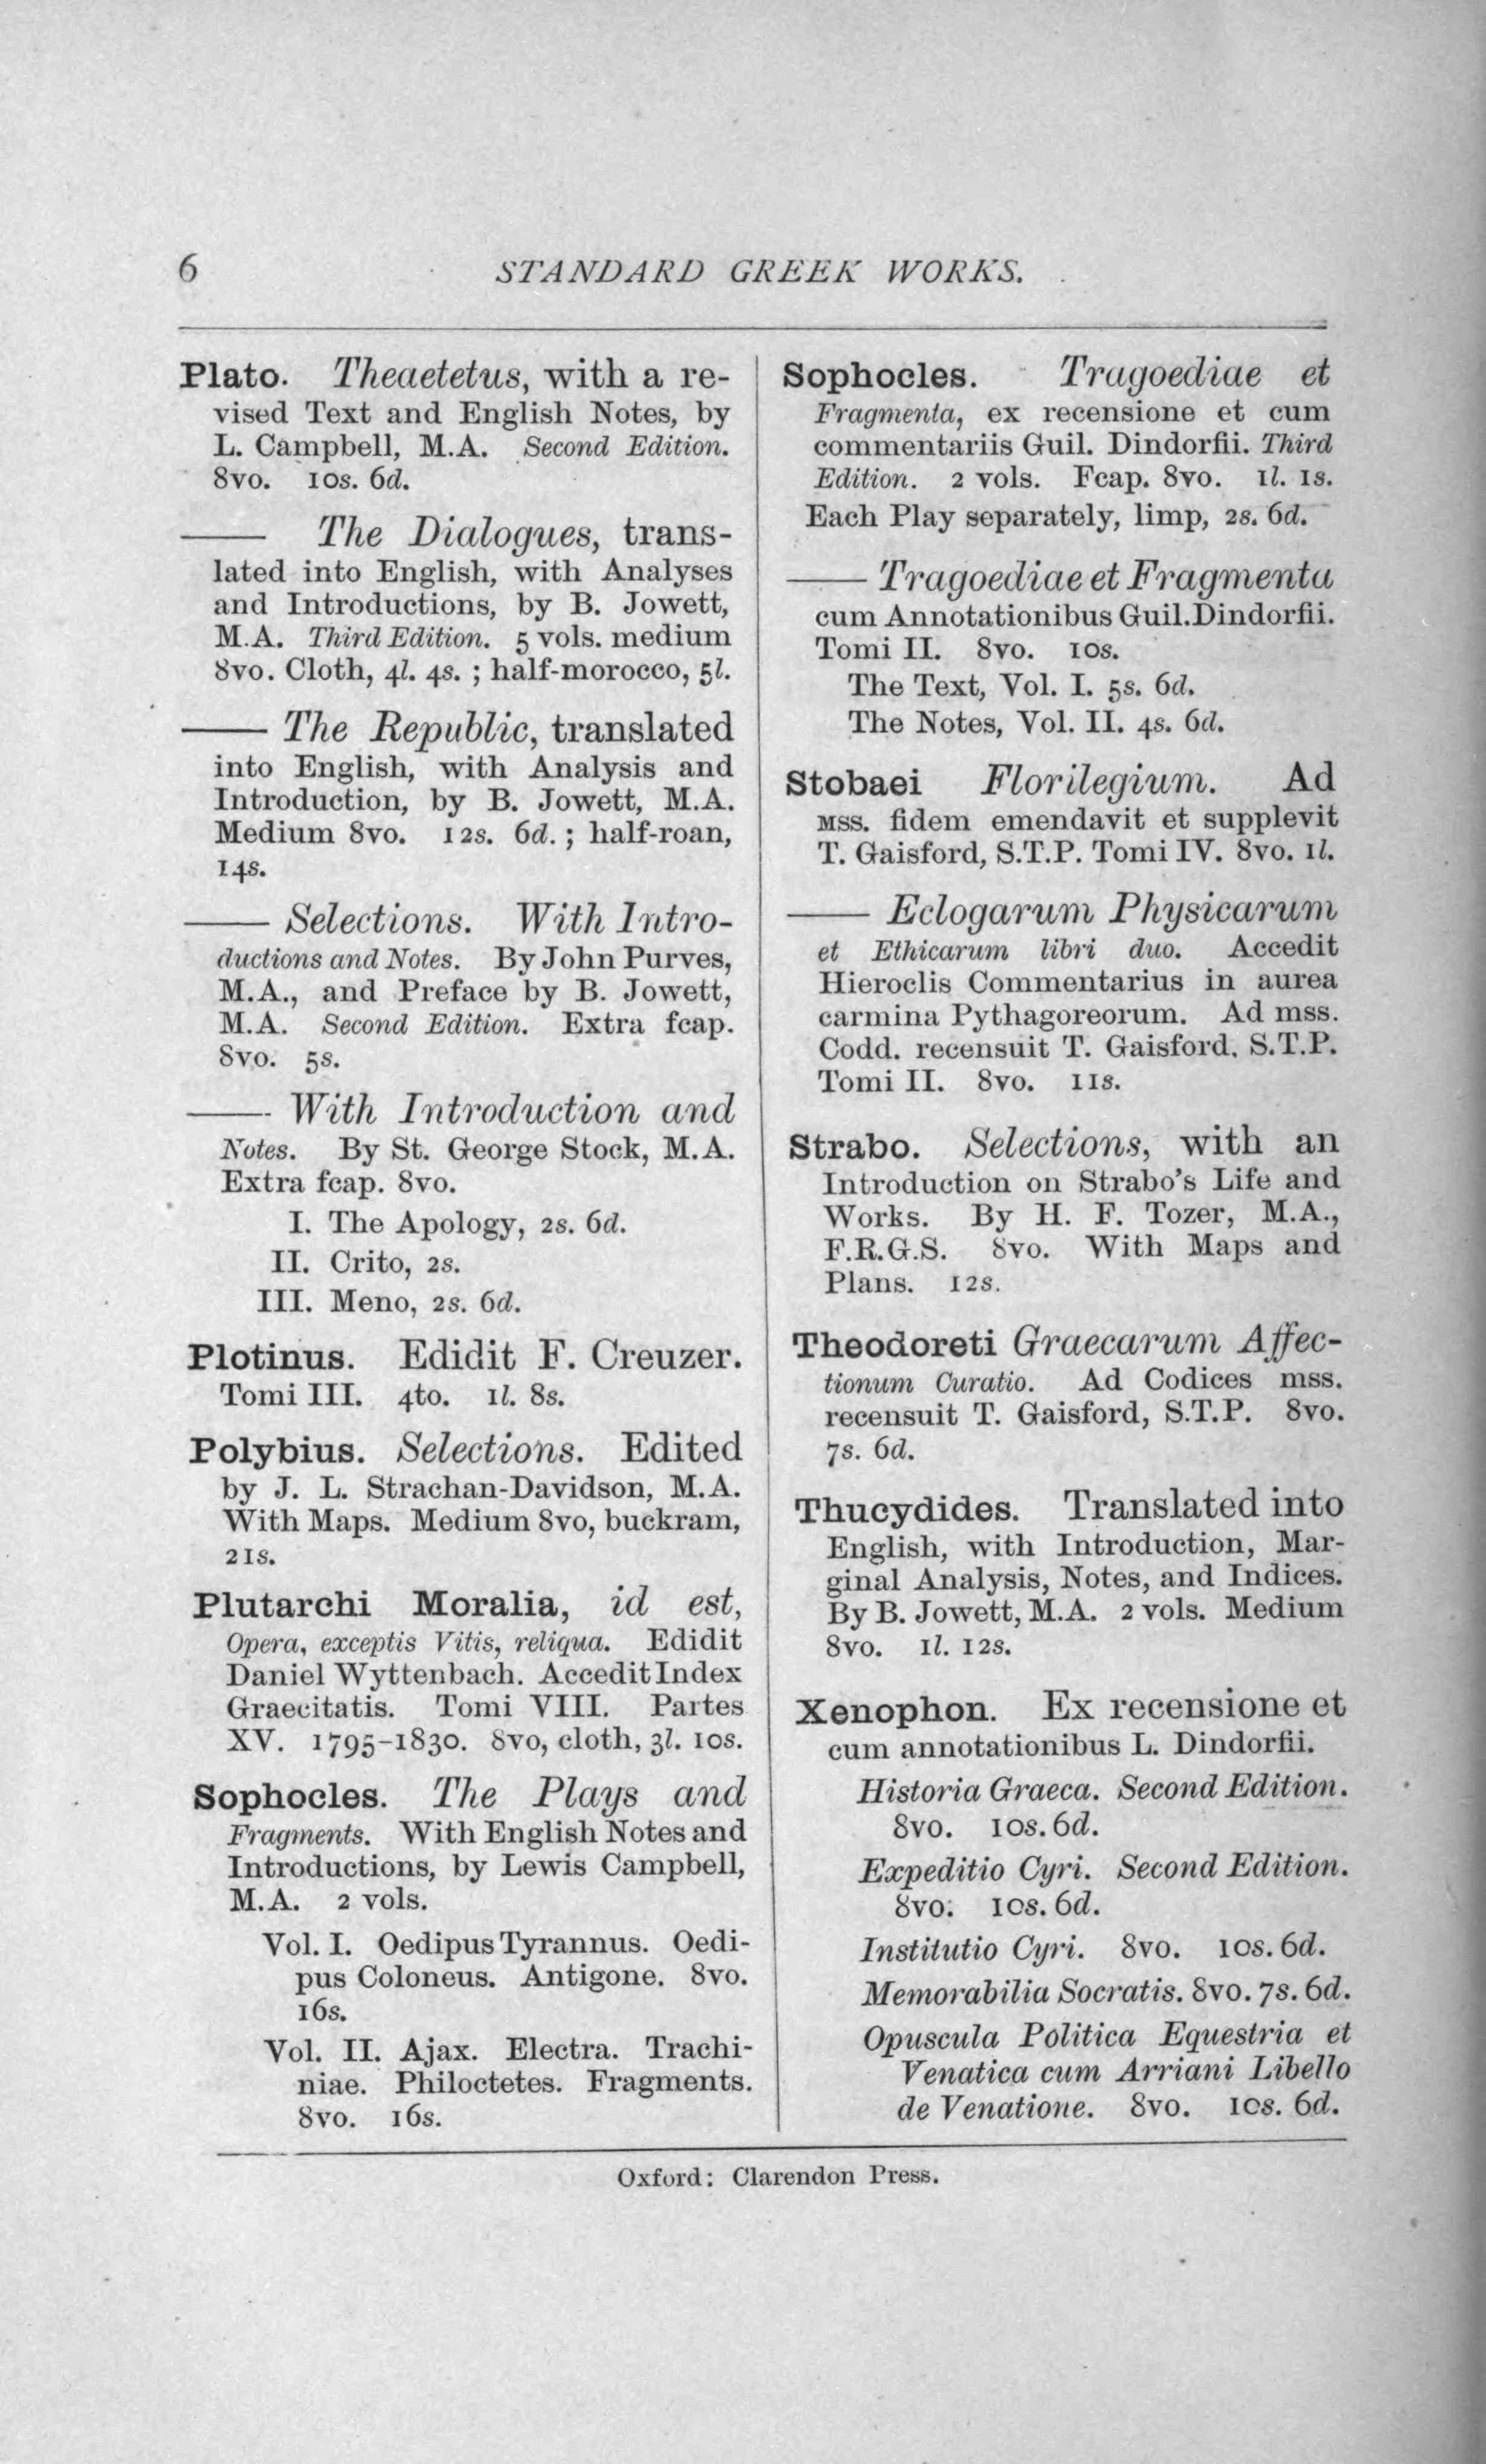 6 STANDARD GREEK WORKS.
Plato. Theaetetus, with a re-
vised Text and English Notes, by
L. Campbell, M.A. Second Edition.
8vo. 10s. 6d.
—— The Dialogues, trans-
lated into English, with Analyses
and Introductions, by B. Jowett,
M.A. Third Edition. 5 vols. medium
8vo. Cloth, 4l. 4s. ; half-morocco, 5l.
—— The Republic, translated
into English, with Analysis and
Introduction, by B. Jowett, M.A.
Medium 8vo. 12s. 6d. ; half-roan,
14s.
—— Selections. With Intro-
ductions and Notes. By John Purves,
M.A., and Preface by B. Jowett,
M.A. Second Edition. Extra fcap.
8vo. 5s.
—— With Introduction and
Notes. By St. George Stock, M.A.
Extra fcap. 8vo.
I. The Apology, 2s. 6d.
II. Crito, 2s.
III. Meno, 2s. 6d.
Plotinus. Edidit F. Creuzer.
Tomi III. 4to. 1l. 8s.
Polybius. Selections. Edited
by J. L. Strachan-Davidson, M.A.
With Maps. Medium 8vo, buckram,
21s.
Plutarchi Moralia, id est,
Opera, exceptis Vitis, reliqua. Edidit
Daniel Wyttenbach. Accedit Index
Graecitatis. Tomi VIII. Partes
XV. 1795-1830. 8vo, cloth, 3l. 10s.
Sophocles. The Plays and
Fragments. With English Notes and
Introductions, by Lewis Campbell,
M.A. 2 vols.
Vol. I. Oedipus Tyrannus. Oedi-
pus Coloneus. Antigone. 8vo.
16s.
Vol. II. Ajax. Electra. Trachi-
niae. Philoctetes. Fragments.
8vo. 16s.
Sophocles. Tragoediae et
Fragmenta, ex recensione et cum
commentariis Guil. Dindorfii. Third
Edition. 2 vols. Fcap. 8vo. 1l. 1s.
Each Play separately, limp, 2s. 6d.
—— Tragoediae et Fragmenta
cum Annotationibus Guil. Dindorfii.
Tomi II. 8vo. 10s.
The Text, Vol. I. 5s. 6d.
The Notes, Vol. II. 4s. 6d.
Stobaei Florilegium. Ad
MSS. fidem emendavit et supplevit
T. Gaisford, S.T.P. Tomi IV. 8vo. 1l.
—— Eclogarum Physicarum
et Ethicarum libri duo. Accedit
Hieroclis Commentarius in aurea
carmina Pythagoreorum. Ad mss.
Codd. recensuit T. Gaisford, S.T.P.
Tomi II. 8vo. 11s.
Strabo. Selections, with an
Introduction on Strabo's Life and
Works. By H. F. Tozer, M.A.,
F.R.G.S. 8vo. With Maps and
Plans. 12s.
Theodoreti Graecarum Affec-
tionum Curatio. Ad Codices mss.
recensuit T. Gaisford, S.T.P. 8vo.
7s. 6d.
Thucydides. Translated into
English, with Introduction, Mar-
ginal Analysis, Notes, and Indices.
By B. Jowett, M.A. 2 vols. Medium
8vo. 1l. 12s.
Xenophon. Ex recensione et
cum annotationibus L. Dindorfii.
Historia Graeca. Second Edition.
8vo. 10s. 6d.
Expeditio Cyri. Second Edition.
8vo. 10s. 6d.
Institutio Cyri. 8vo. 10s. 6d.
Memorabilia Socratis. 8vo. 7s. 6d.
Opuscula Politica Equestria et
Venatica cum Arriani Libello
de Venatione. 8vo. 10s. 6d.
Oxford: Clarendon Press.